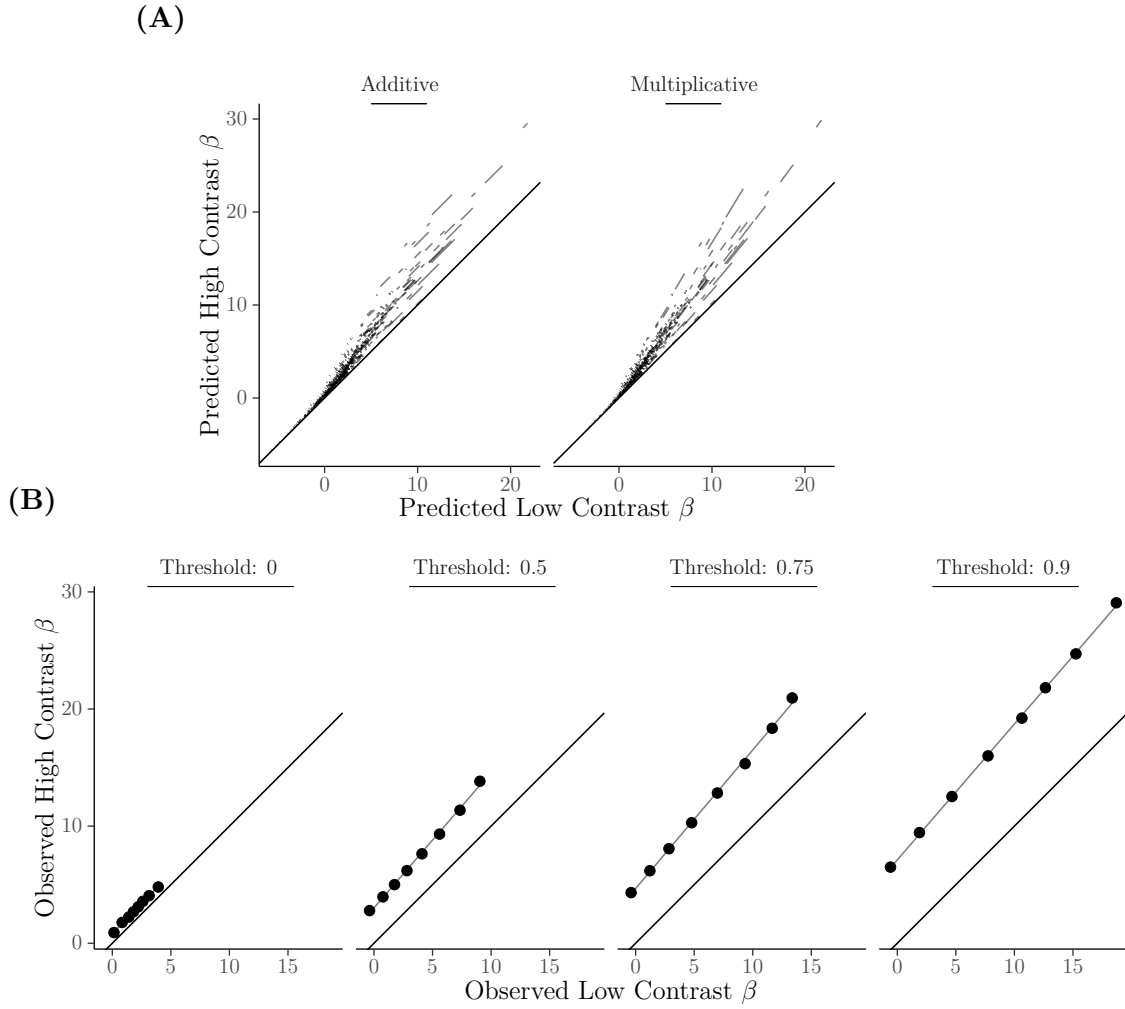 (A)
Additive
Multiplicative
Predicted High Contrast β
30
20
10
0
0
10
20
0
10
20
Predicted Low Contrast β
(B)
Threshold: 0
Threshold: 0.5
Threshold: 0.75
Threshold: 0.9
Observed High Contrast β
30
20
10
0
0
5
10
15
0
5
10
15
0
5
10
15
0
5
10
15
Observed Low Contrast β